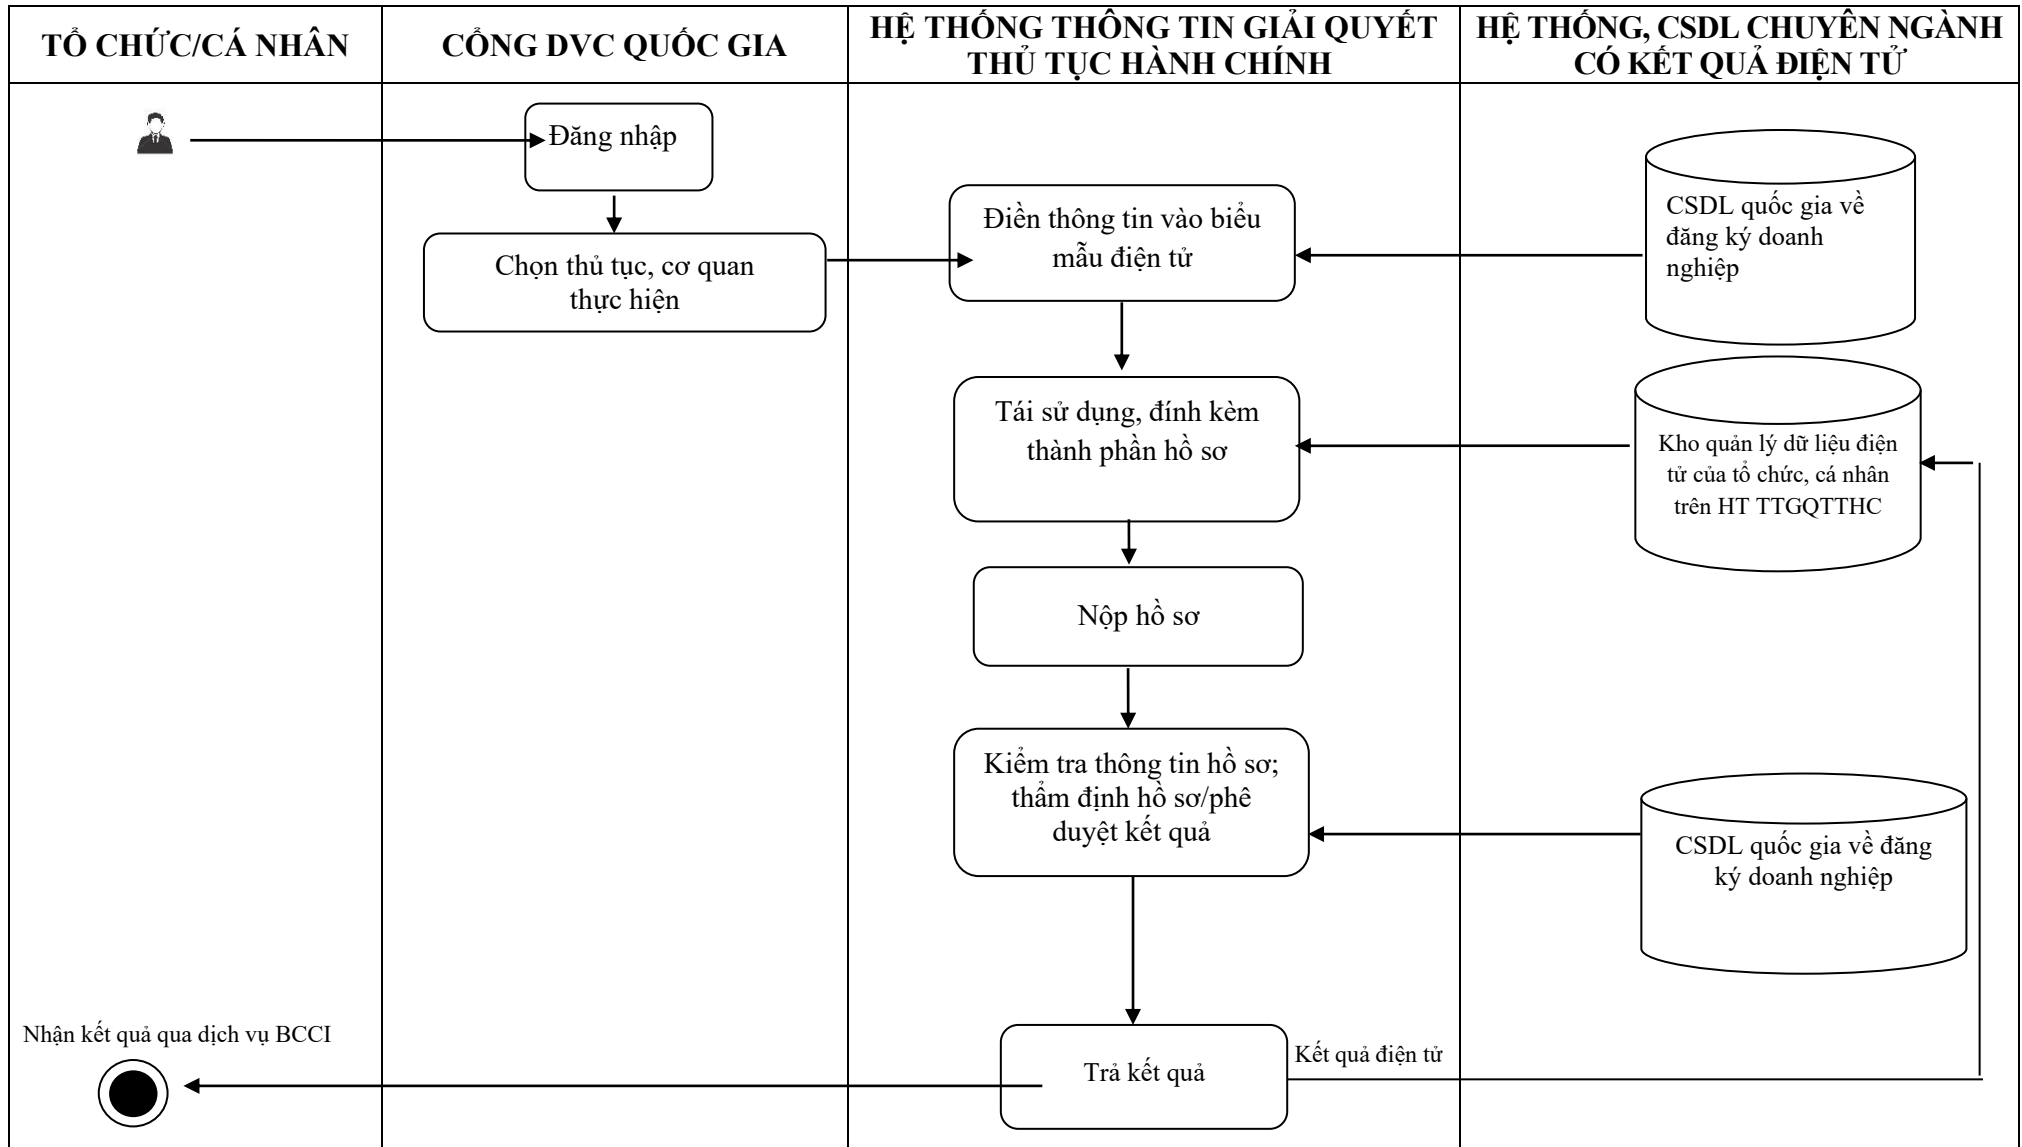 TỔ CHỨC/CÁ NHÂN
CỔNG DVC QUỐC GIA
HỆ THỐNG THÔNG TIN GIẢI QUYẾT
THỦ TỤC HÀNH CHÍNH
HỆ THỐNG, CSDL CHUYÊN NGÀNH
CÓ KẾT QUẢ ĐIỆN TỬ
Đăng nhập
Chọn thủ tục, cơ quan
thực hiện
Điền thông tin vào biểu
mẫu điện tử
CSDL quốc gia về
đăng ký doanh
nghiệp
Tái sử dụng, đính kèm
thành phần hồ sơ
Kho quản lý dữ liệu điện
tử của tổ chức, cá nhân
trên HT TTGQTTHC
Nộp hồ sơ
Kiểm tra thông tin hồ sơ;
thẩm định hồ sơ/phê
duyệt kết quả
CSDL quốc gia về đăng
ký doanh nghiệp
Nhận kết quả qua dịch vụ BCCI
Trả kết quả
Kết quả điện tử